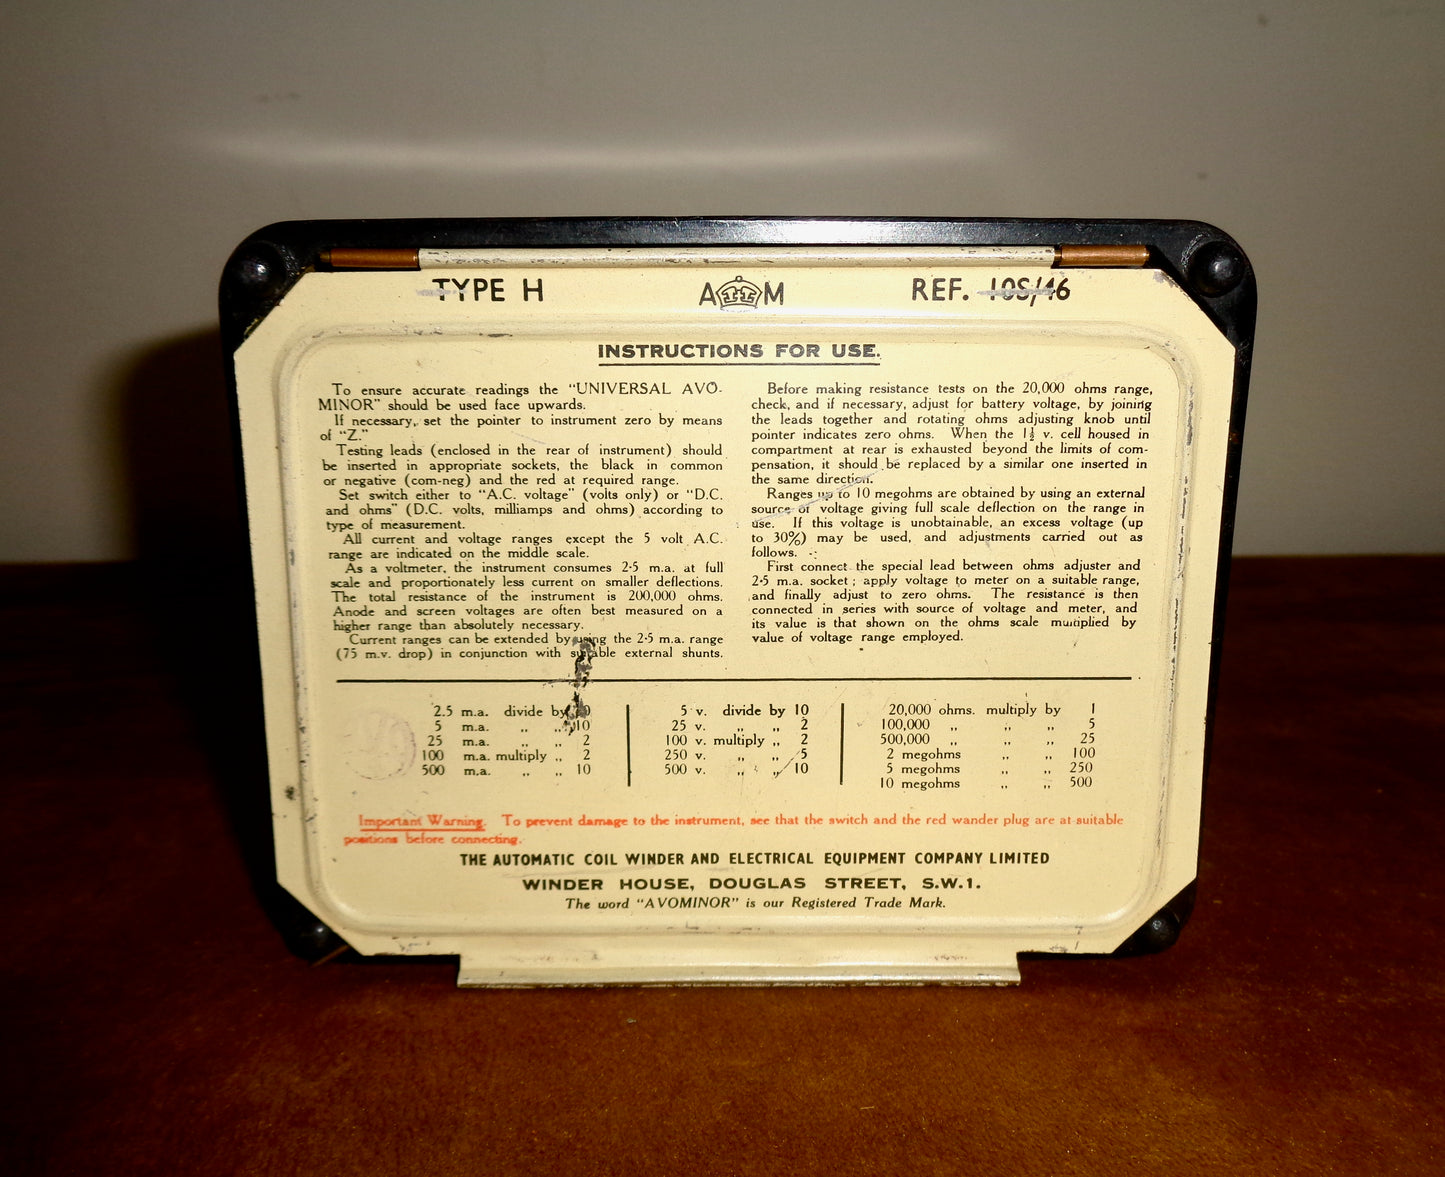 TYPE H A M REF. 10S/46
INSTRUCTIONS FOR USE.
To ensure accurate readings the "UNIVERSAL AVO-
MINOR" should be used face upwards.
If necessary, set the pointer to instrument zero by means
of "Z."
Testing leads (enclosed in the rear of instrument) should
be inserted in appropriate sockets, the black in common
or negative (com-neg) and the red at required range.
Set switch either to "A.C. voltage" (volts only) or "D.C.
and ohms" (D.C. volts, milliamps and ohms) according to
type of measurement.
All current and voltage ranges except the 5 volt A.C.
range are indicated on the middle scale.
As a voltmeter, the instrument consumes 2·5 m.a. at full
scale and proportionately less current on smaller deflections.
The total resistance of the instrument is 200,000 ohms.
Anode and screen voltages are often best measured on a
higher range than absolutely necessary.
Current ranges can be extended by using the 2·5 m.a. range
(75 m.v. drop) in conjunction with suitable external shunts.
Before making resistance tests on the 20,000 ohms range,
check, and if necessary, adjust for battery voltage, by joining
the leads together and rotating ohms adjusting knob until
pointer indicates zero ohms. When the 1½ v. cell housed in
compartment at rear is exhausted beyond the limits of com-
pensation, it should be replaced by a similar one inserted in
the same direction.
Ranges up to 10 megohms are obtained by using an external
source of voltage giving full scale deflection on the range in
use. If this voltage is unobtainable, an excess voltage (up
to 30%) may be used, and adjustments carried out as
follows. -:
First connect the special lead between ohms adjuster and
2·5 m.a. socket ; apply voltage to meter on a suitable range,
and finally adjust to zero ohms. The resistance is then
connected in series with source of voltage and meter, and
its value is that shown on the ohms scale multiplied by
value of voltage range employed.
2.5 m.a. divide by 20
5 m.a. ,, ,, 10
25 m.a. ,, ,, 2
100 m.a. multiply ,, 2
500 m.a. ,, ,, 10
5 v. divide by 10
25 v. ,, ,, 2
100 v. multiply ,, 2
250 v. ,, ,, 5
500 v. ,, ,, 10
20,000 ohms. multiply by 1
100,000 ,, ,, ,, 5
500,000 ,, ,, ,, 25
2 megohms ,, ,, 100
5 megohms ,, ,, 250
10 megohms ,, ,, 500
Important Warning. To prevent damage to the instrument, see that the switch and the red wander plug are at suitable
positions before connecting.
THE AUTOMATIC COIL WINDER AND ELECTRICAL EQUIPMENT COMPANY LIMITED
WINDER HOUSE, DOUGLAS STREET, S.W.1.
The word "AVOMINOR" is our Registered Trade Mark.